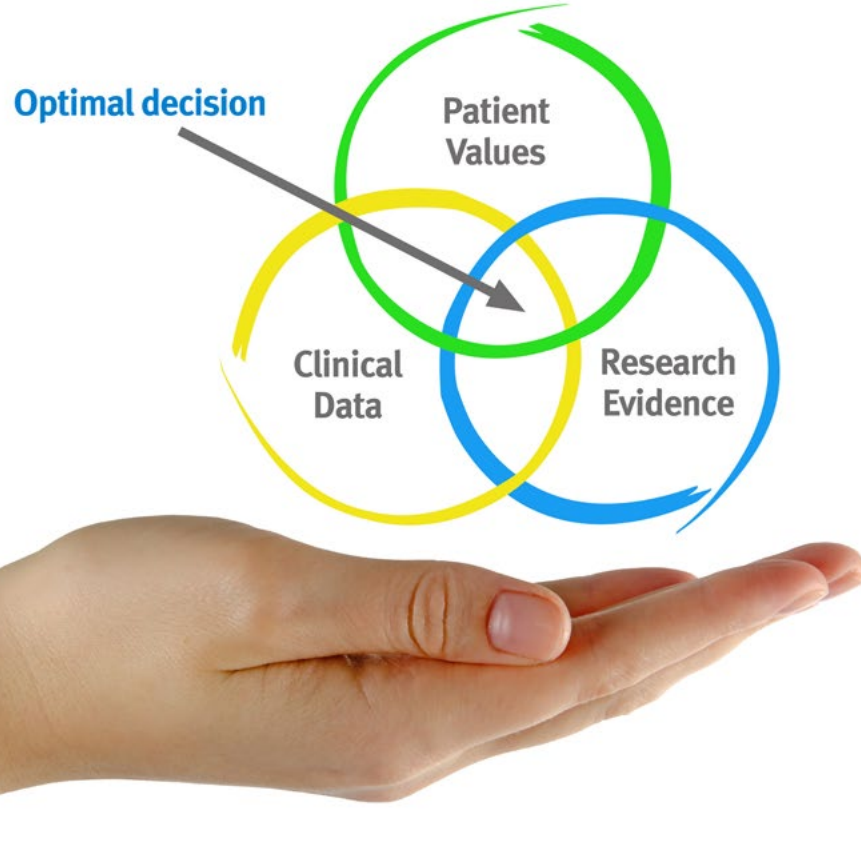 Optimal decision
Patient
Values
Clinical
Data
Research
Evidence